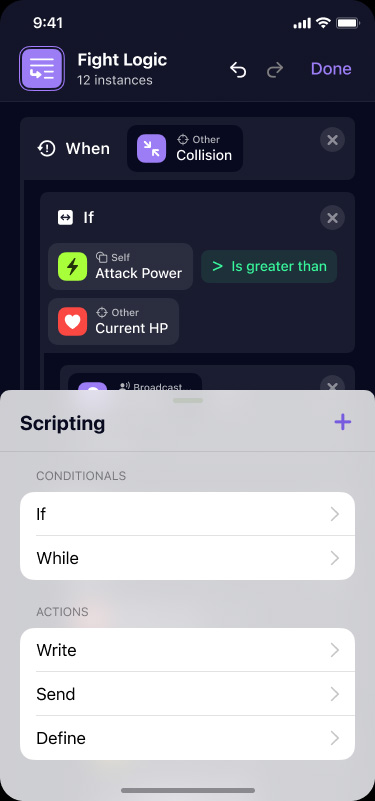 9:41
Fight Logic
12 instances
Done
When
Other
Collision
If
Self
Attack Power
> Is greater than
Other
Current HP
Broadcast...
Scripting
CONDITIONALS
If
While
ACTIONS
Write
Send
Define